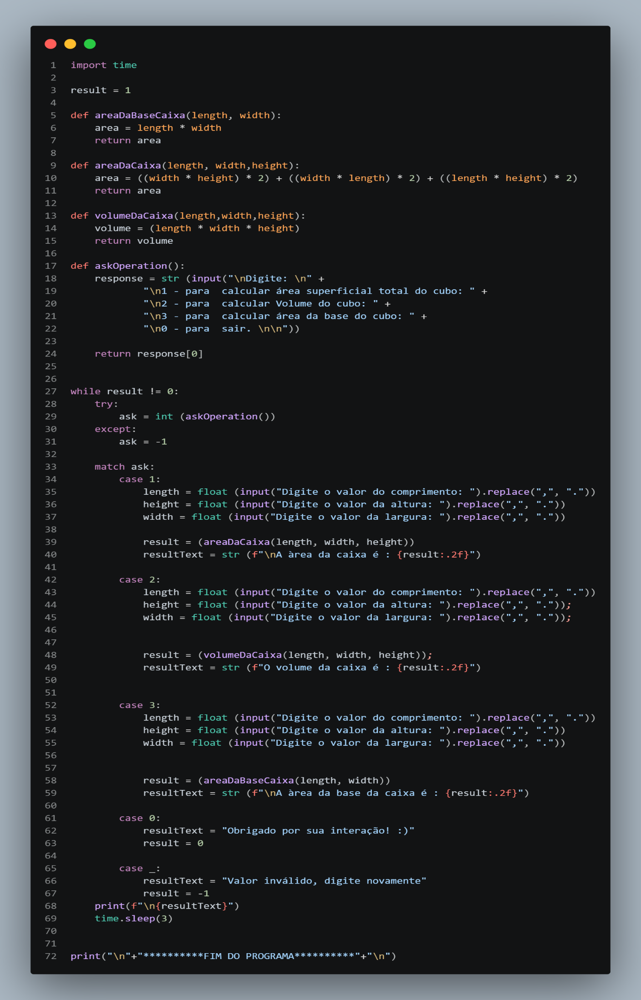 1 import time
2
3 result = 1
4
5 def areaDaBaseCaixa(length, width):
6     area = length * width
7     return area
8
9 def areaDaCaixa(length, width,height):
10     area = ((width * height) * 2) + ((width * length) * 2) + ((length * height) * 2)
11     return area
12
13 def volumeDaCaixa(length,width,height):
14     volume = (length * width * height)
15     return volume
16
17 def askOperation():
18     response = str (input("\nDigite: \n" +
19             "\n1 - para  calcular área superficial total do cubo: " +
20             "\n2 - para  calcular Volume do cubo: " +
21             "\n3 - para  calcular área da base do cubo: " +
22             "\n0 - para  sair. \n\n"))
23
24     return response[0]
25
26
27 while result != 0:
28     try:
29         ask = int (askOperation())
30     except:
31         ask = -1
32
33     match ask:
34         case 1:
35             length = float (input("Digite o valor do comprimento: ").replace(",", "."))
36             height = float (input("Digite o valor da altura: ").replace(",", "."))
37             width = float (input("Digite o valor da largura: ").replace(",", "."))
38
39             result = (areaDaCaixa(length, width, height))
40             resultText = str (f"\nA àrea da caixa é : {result:.2f}")
41
42         case 2:
43             length = float (input("Digite o valor do comprimento: ").replace(",", "."))
44             height = float (input("Digite o valor da altura: ").replace(",", "."));
45             width = float (input("Digite o valor da largura: ").replace(",", "."));
46
47
48             result = (volumeDaCaixa(length, width, height));
49             resultText = str (f"O volume da caixa é : {result:.2f}")
50
51
52         case 3:
53             length = float (input("Digite o valor do comprimento: ").replace(",", "."))
54             height = float (input("Digite o valor da altura: ").replace(",", "."))
55             width = float (input("Digite o valor da largura: ").replace(",", "."))
56
57
58             result = (areaDaBaseCaixa(length, width))
59             resultText = str (f"\nA àrea da base da caixa é : {result:.2f}")
60
61         case 0:
62             resultText = "Obrigado por sua interação! :)"
63             result = 0
64
65         case _:
66             resultText = "Valor inválido, digite novamente"
67             result = -1
68     print(f"\n{resultText}")
69     time.sleep(3)
70
71
72 print("\n"+"**********FIM DO PROGRAMA**********"+"\n")